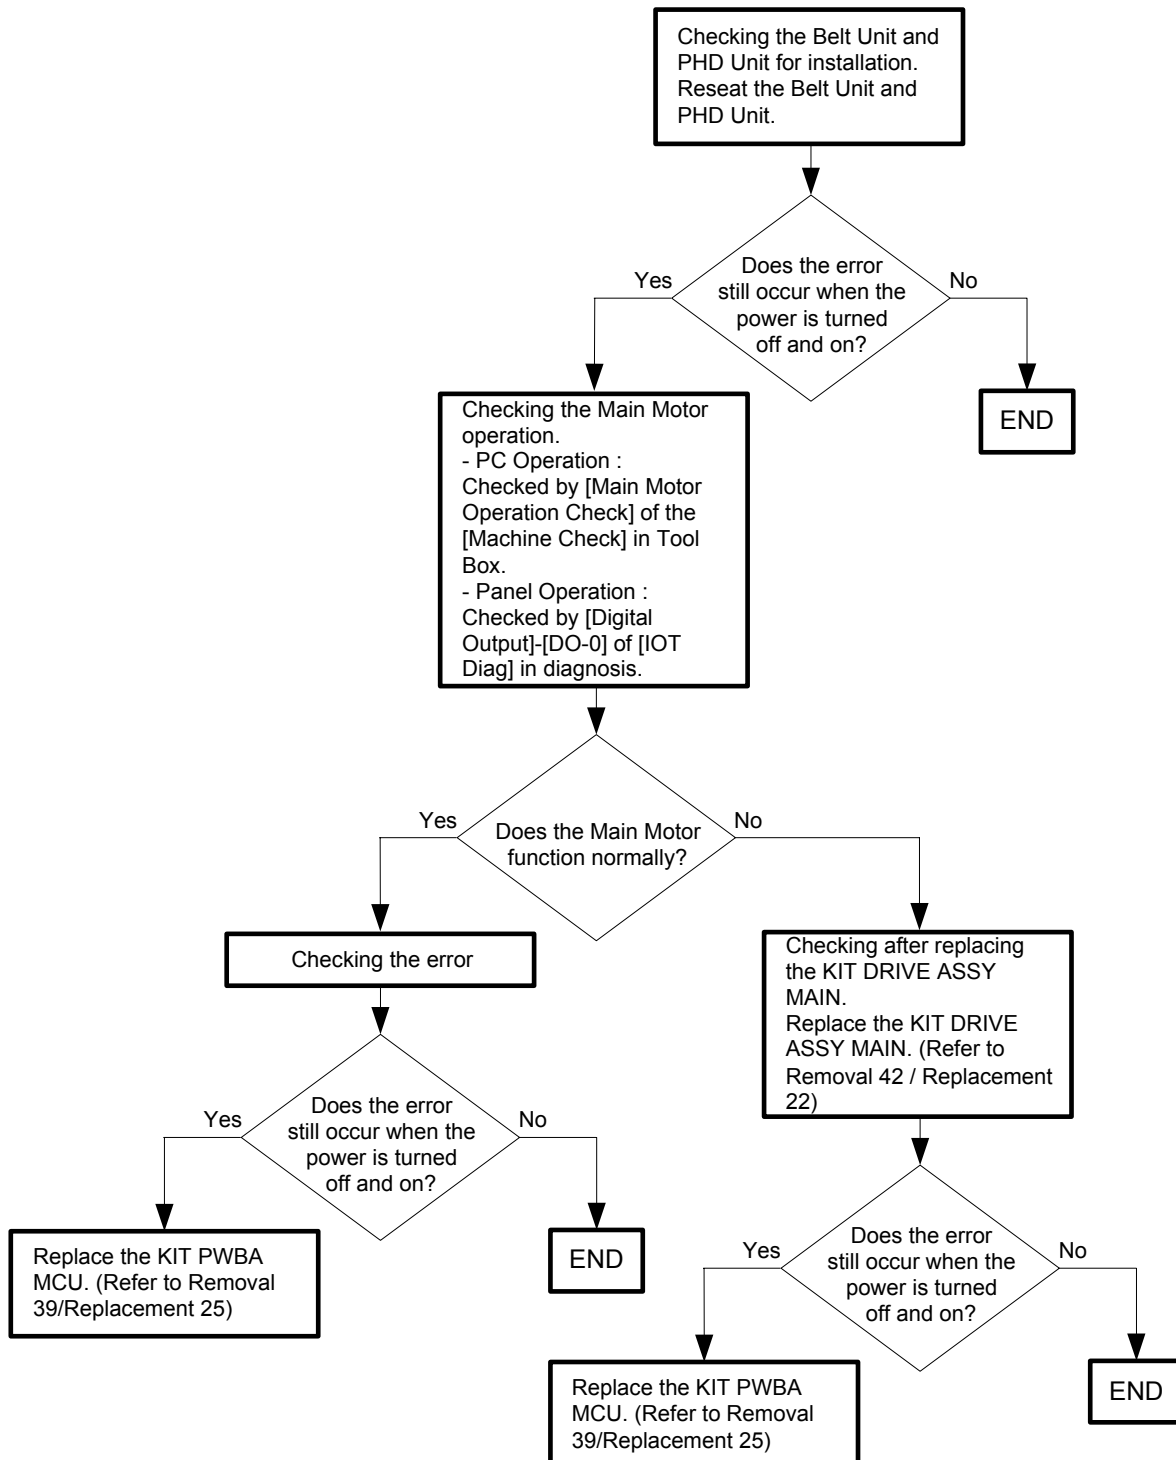 Checking the Belt Unit and
PHD Unit for installation.
Reseat the Belt Unit and
PHD Unit.
Does the error
still occur when the
power is turned
off and on?
Yes
No
END
Checking the Main Motor
operation.
- PC Operation :
Checked by [Main Motor
Operation Check] of the
[Machine Check] in Tool
Box.
- Panel Operation :
Checked by [Digital
Output]-[DO-0] of [IOT
Diag] in diagnosis.
Does the Main Motor
function normally?
Yes
No
Checking the error
Does the error
still occur when the
power is turned
off and on?
Yes
No
Replace the KIT PWBA
MCU. (Refer to Removal
39/Replacement 25)
END
Checking after replacing
the KIT DRIVE ASSY
MAIN.
Replace the KIT DRIVE
ASSY MAIN. (Refer to
Removal 42 / Replacement
22)
Does the error
still occur when the
power is turned
off and on?
Yes
No
Replace the KIT PWBA
MCU. (Refer to Removal
39/Replacement 25)
END